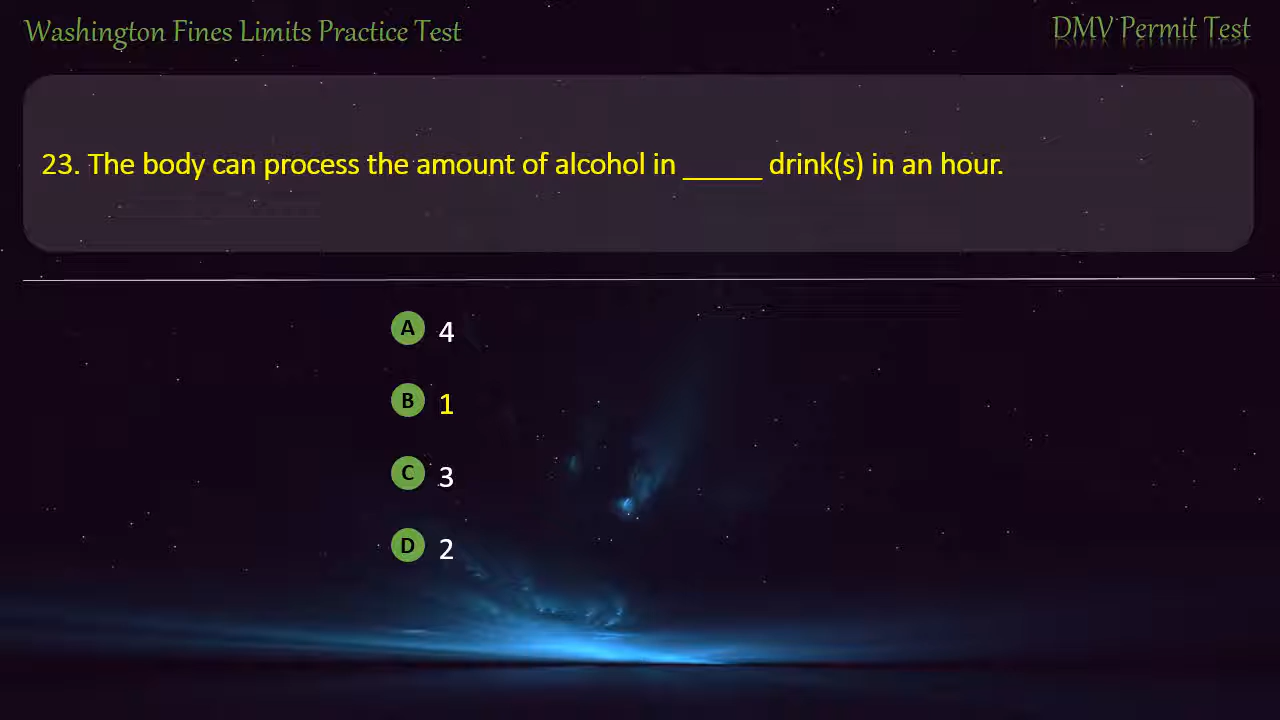 Washington Fines Limits Practice Test
DMV Permit Test
23. The body can process the amount of alcohol in _____ drink(s) in an hour.
A 4
B 1
C 3
D 2